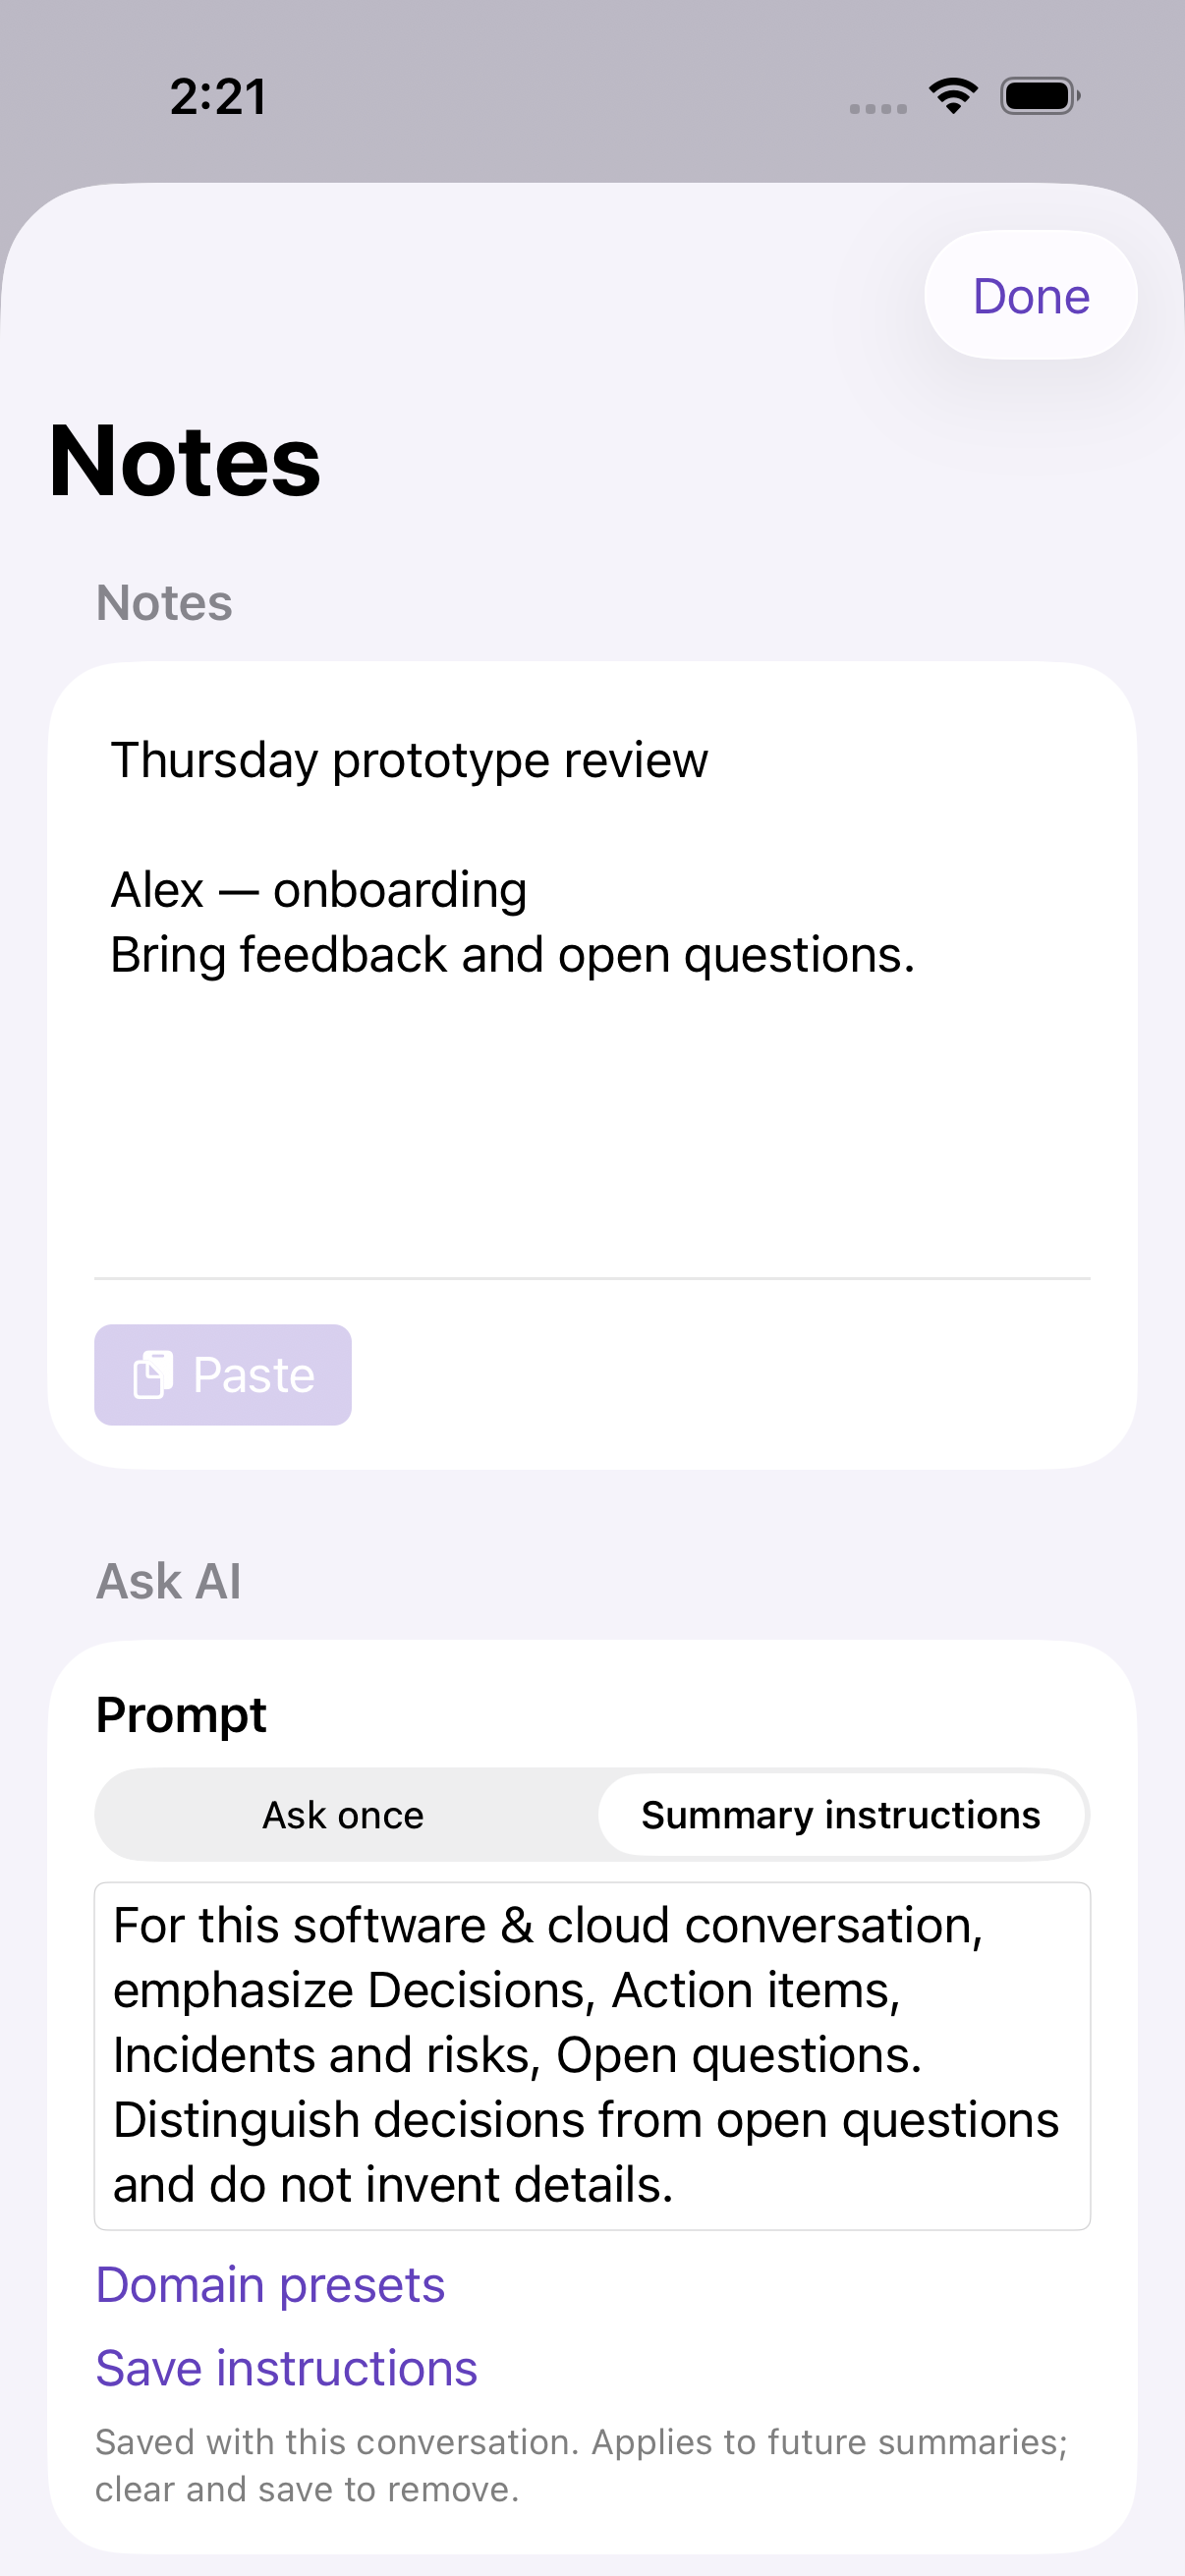 2:21
Done
Notes
Notes
Thursday prototype review
Alex — onboarding
Bring feedback and open questions.
Paste
Ask AI
Prompt
Ask once
Summary instructions
For this software & cloud conversation,
emphasize Decisions, Action items,
Incidents and risks, Open questions.
Distinguish decisions from open questions
and do not invent details.
Domain presets
Save instructions
Saved with this conversation. Applies to future summaries;
clear and save to remove.